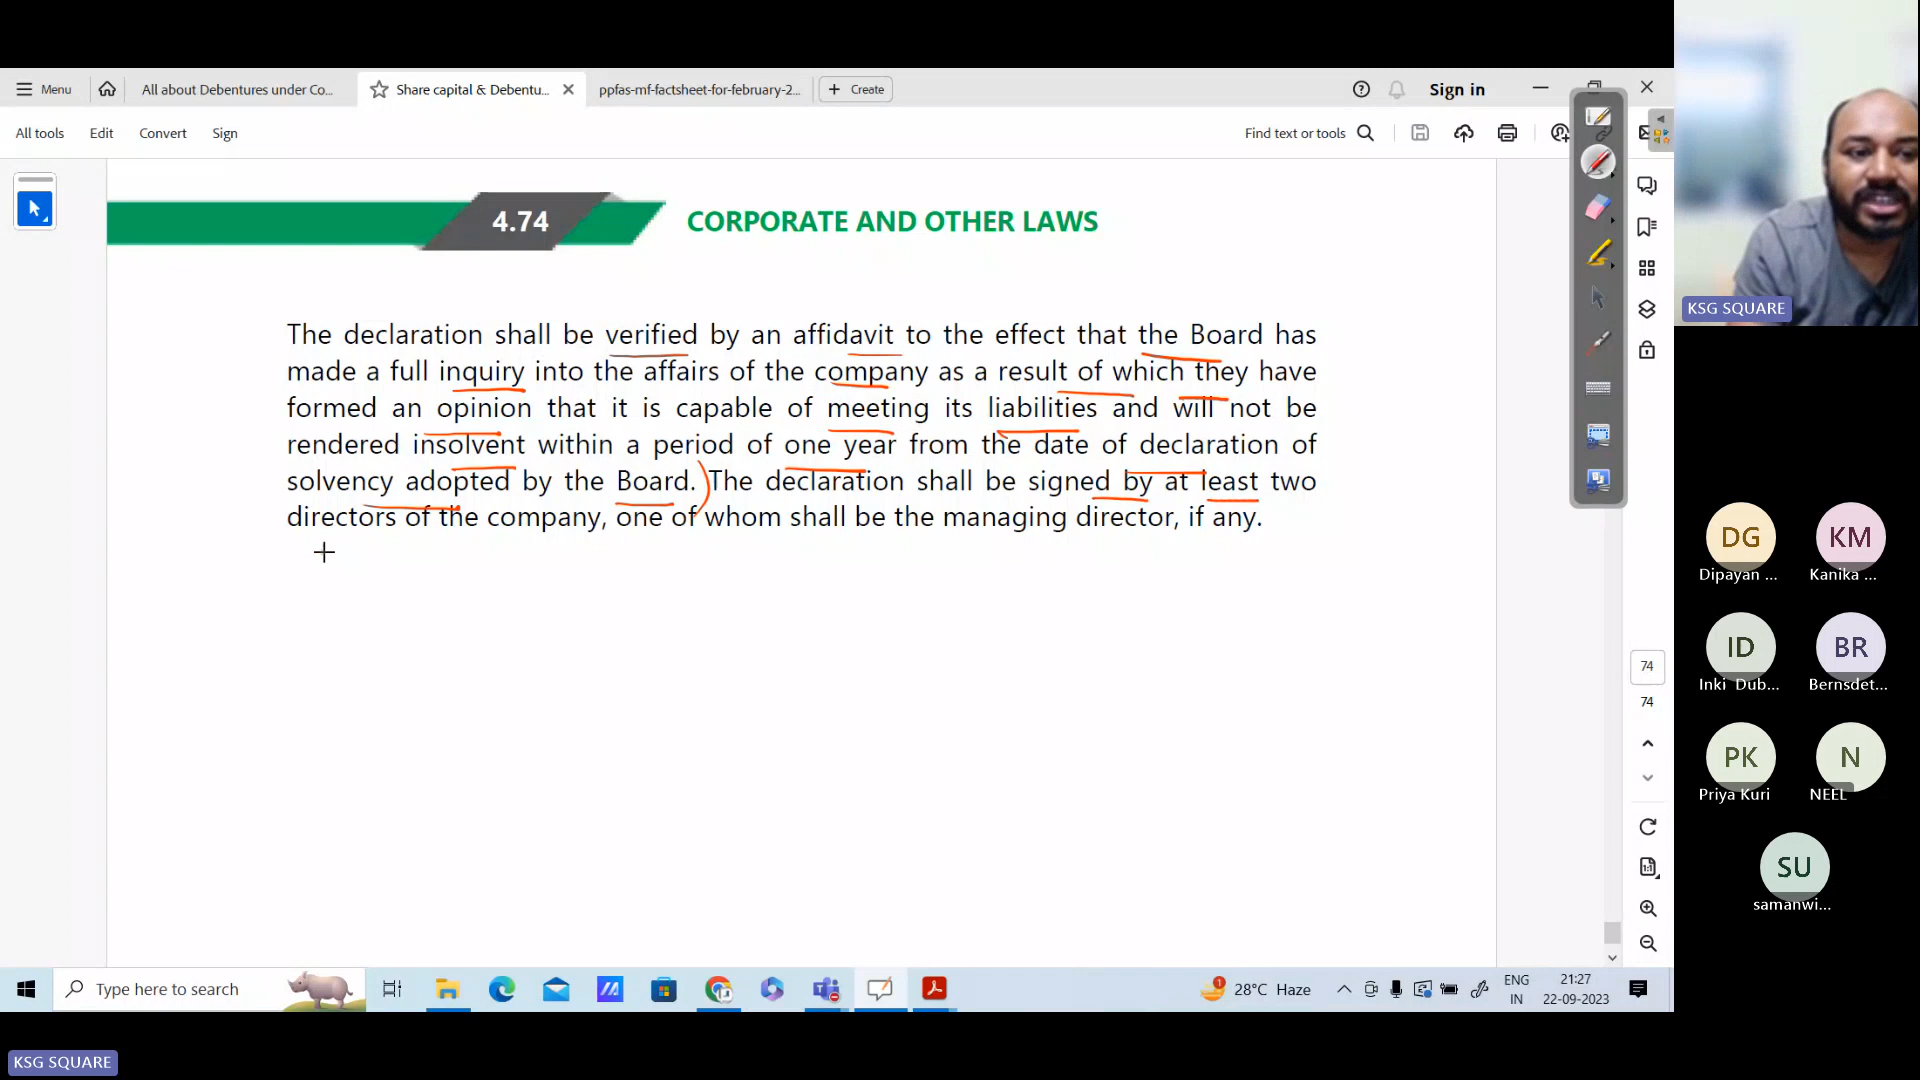 Menu
All about Debentures under Co...
Share capital & Debentu...
ppfas-mf-factsheet-for-february-2...
Create
Sign in
All tools
Edit
Convert
Sign
Find text or tools
4.74
CORPORATE AND OTHER LAWS
The declaration shall be verified by an affidavit to the effect that the Board has
made a full inquiry into the affairs of the company as a result of which they have
formed an opinion that it is capable of meeting its liabilities and will not be
rendered insolvent within a period of one year from the date of declaration of
solvency adopted by the Board. The declaration shall be signed by at least two
directors of the company, one of whom shall be the managing director, if any.
74
74
KSG SQUARE
DG
Dipayan ...
KM
Kanika ...
ID
Inki Dub...
BR
Bernsdet...
PK
Priya Kuri
N
NEEL
SU
samanwi...
Type here to search
1
28°C Haze
ENG
IN
21:27
22-09-2023
KSG SQUARE